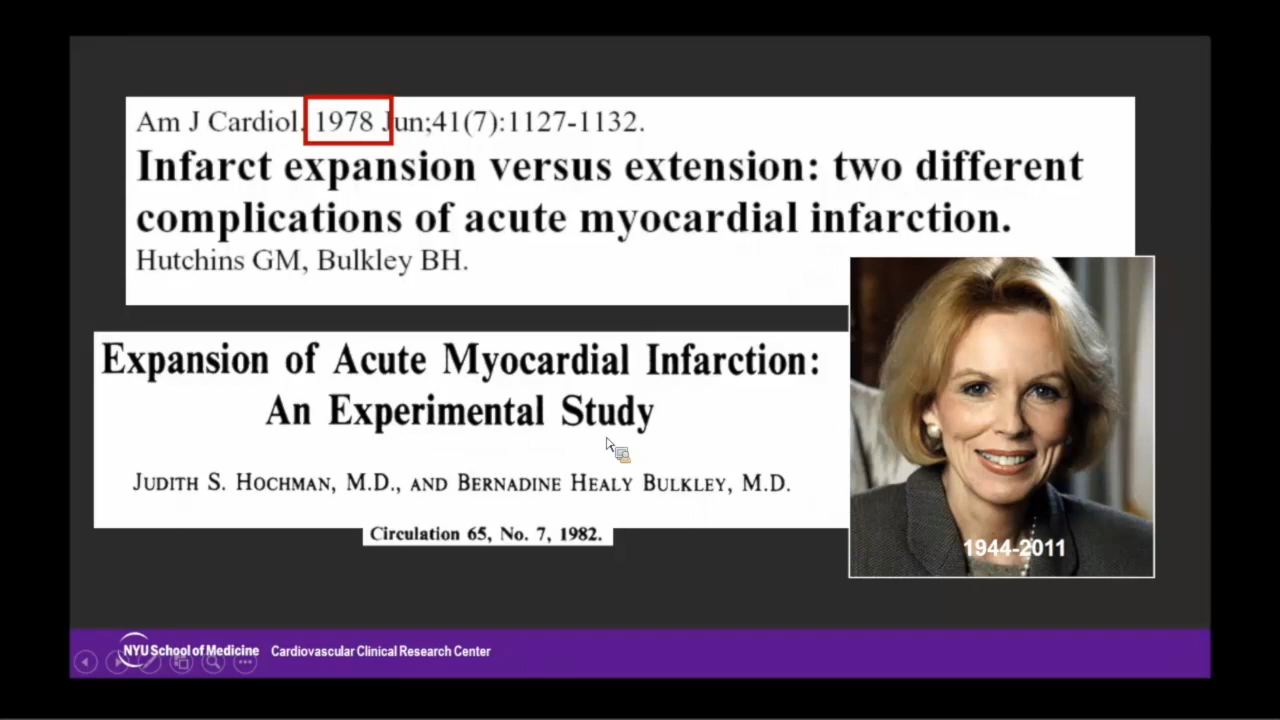 Am J Cardiol. 1978 Jun;41(7):1127-1132.
Infarct expansion versus extension: two different
complications of acute myocardial infarction.
Hutchins GM, Bulkley BH.
Expansion of Acute Myocardial Infarction:
An Experimental Study
JUDITH S. HOCHMAN, M.D., AND BERNADINE HEALY BULKLEY, M.D.
Circulation 65, No. 7, 1982.
1944-2011
NYU School of Medicine Cardiovascular Clinical Research Center